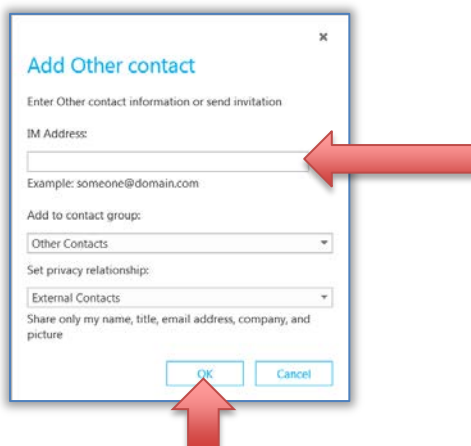 Add Other contact
Enter Other contact information or send invitation
IM Address:
Example: someone@domain.com
Add to contact group:
Other Contacts
Set privacy relationship:
External Contacts
Share only my name, title, email address, company, and
picture
OK Cancel